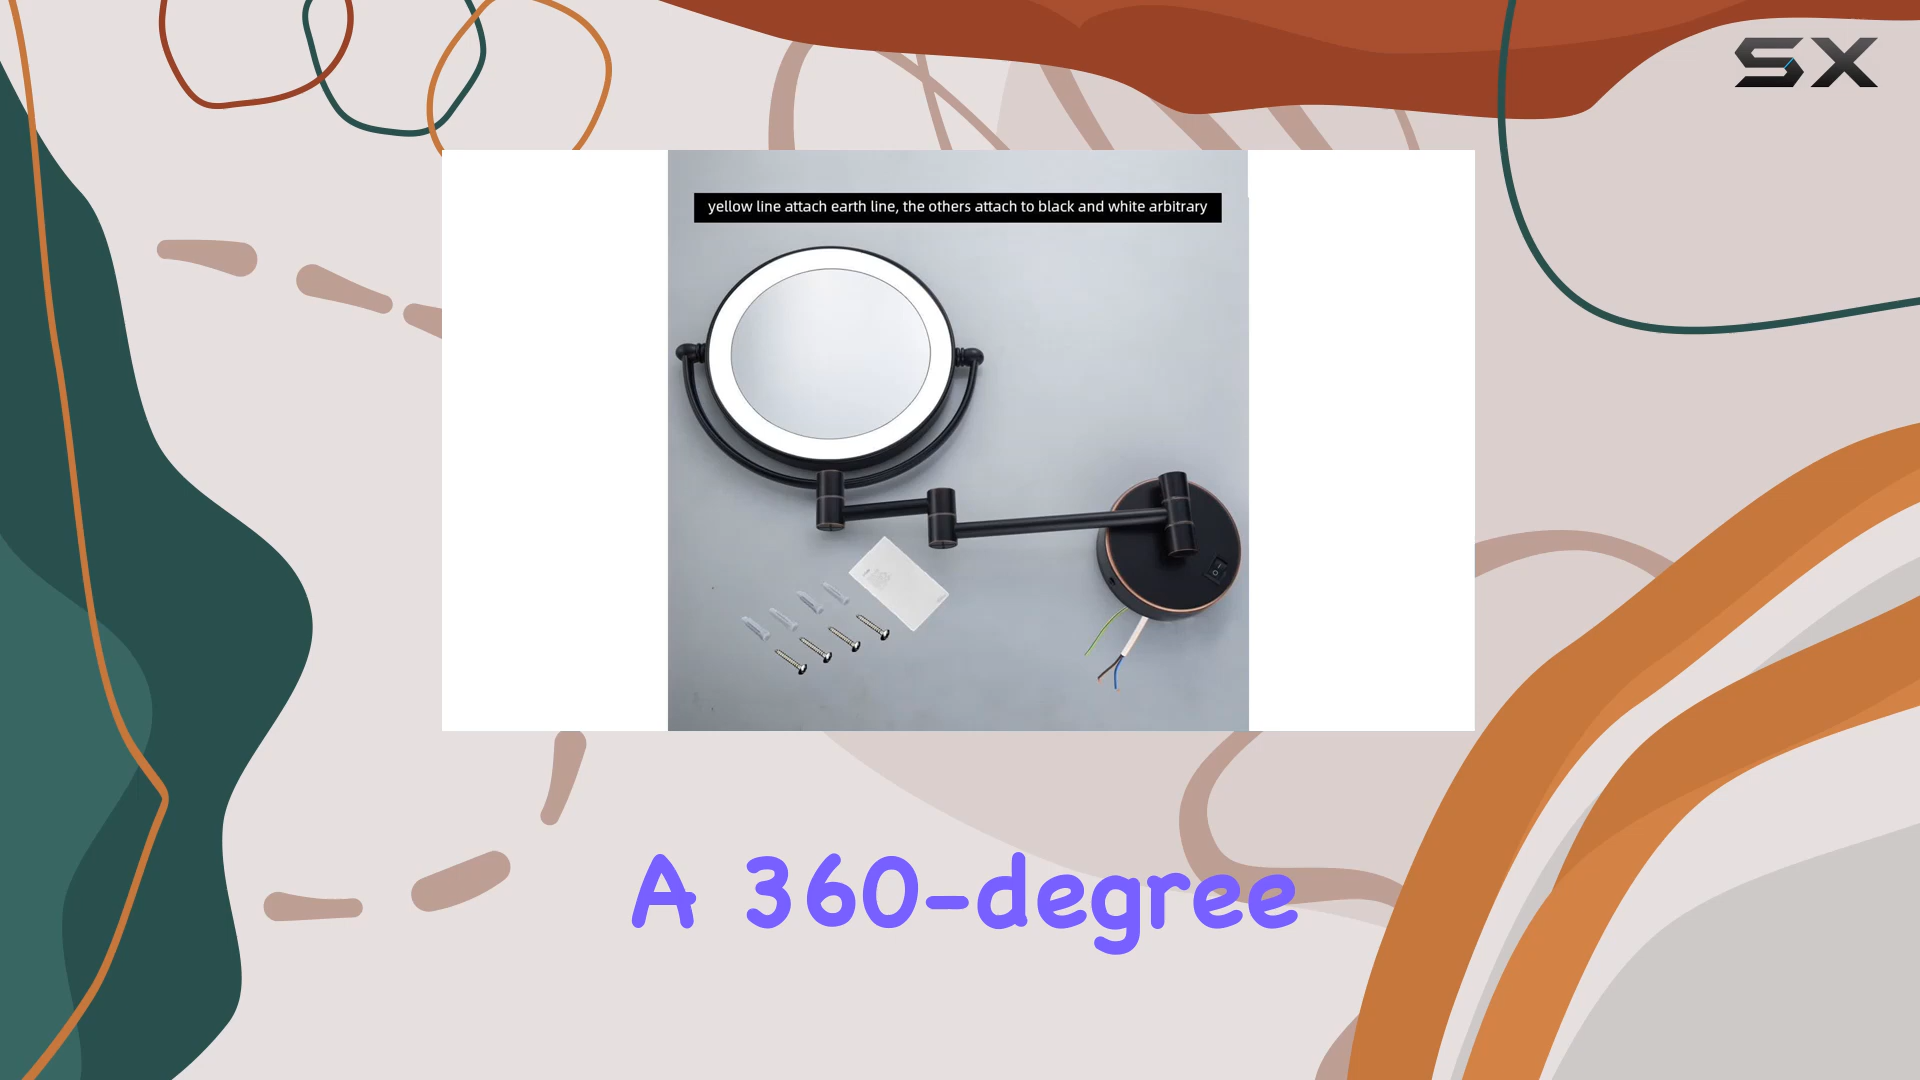 SX
yellow line attach earth line, the others attach to black and white arbitrary
A 360-degree